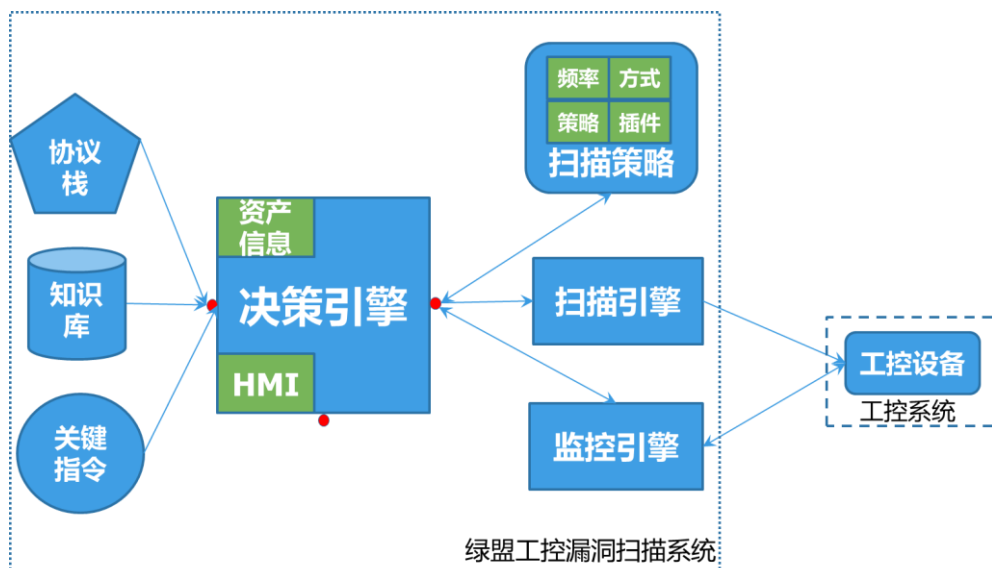 协议
栈
知识
库
关键
指令
资产
信息
决策引擎
HMI
频率 方式
策略 插件
扫描策略
扫描引擎
监控引擎
工控设备
工控系统
绿盟工控漏洞扫描系统